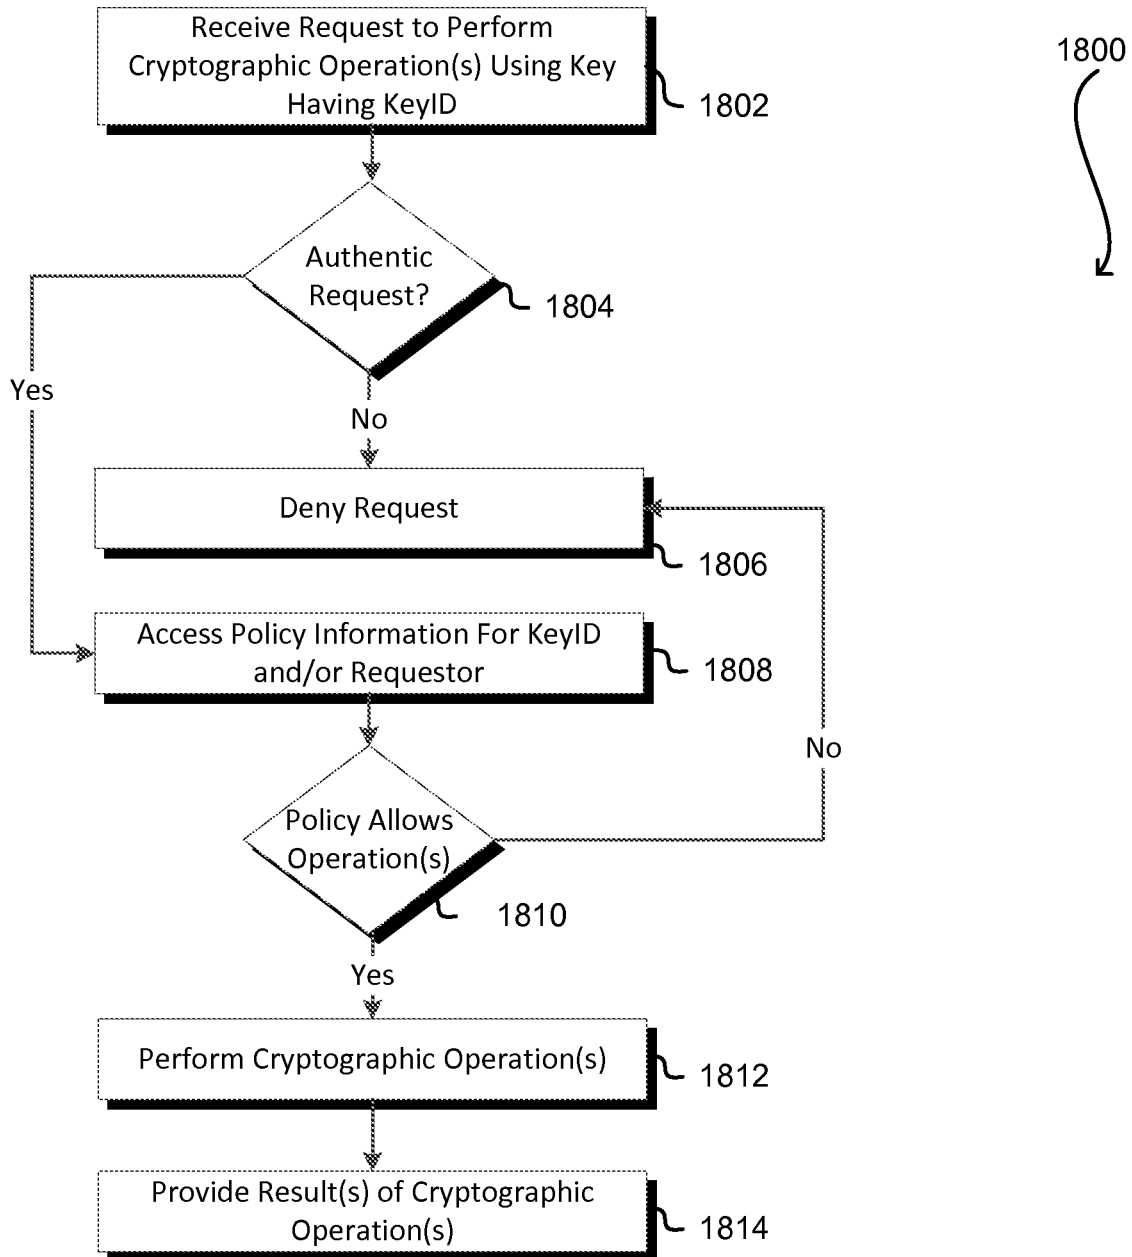 Receive Request to Perform
Cryptographic Operation(s) Using Key
Having KeyID
1802
1800
Authentic
Request?
1804
Yes
No
Deny Request
1806
Access Policy Information For KeyID
and/or Requestor
1808
No
Policy Allows
Operation(s)
1810
Yes
Perform Cryptographic Operation(s)
1812
Provide Result(s) of Cryptographic
Operation(s)
1814